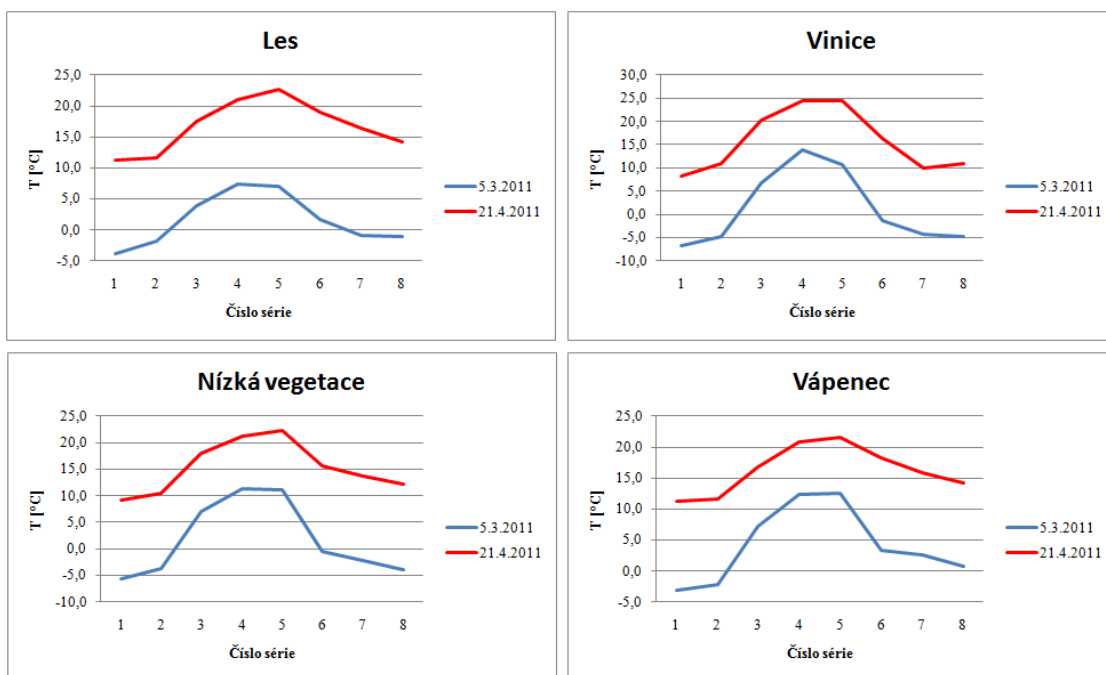 Les
25,0
20,0
15,0
10,0
5,0
0,0
-5,0
T [°C]
1 2 3 4 5 6 7 8
Číslo série
5.3.2011
21.4.2011
Vinice
30,0
25,0
20,0
15,0
10,0
5,0
0,0
-5,0
-10,0
T [°C]
1 2 3 4 5 6 7 8
Číslo série
5.3.2011
21.4.2011
Nízká vegetace
25,0
20,0
15,0
10,0
5,0
0,0
-5,0
-10,0
T [°C]
1 2 3 4 5 6 7 8
Číslo série
5.3.2011
21.4.2011
Vápenec
25,0
20,0
15,0
10,0
5,0
0,0
-5,0
T [°C]
1 2 3 4 5 6 7 8
Číslo série
5.3.2011
21.4.2011